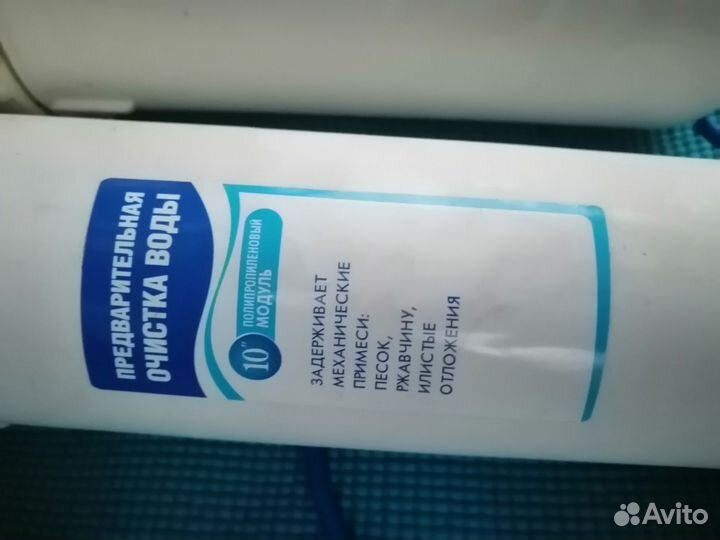 ПРЕДВАРИТЕЛЬНАЯ
ОЧИСТКА ВОДЫ
10"
ПОЛИПРОПИЛЕНОВЫЙ
МОДУЛЬ
ЗАДЕРЖИВАЕТ
МЕХАНИЧЕСКИЕ
ПРИМЕСИ:
ПЕСОК,
РЖАВЧИНУ,
ИЛИСТЫЕ
ОТЛОЖЕНИЯ
Avito